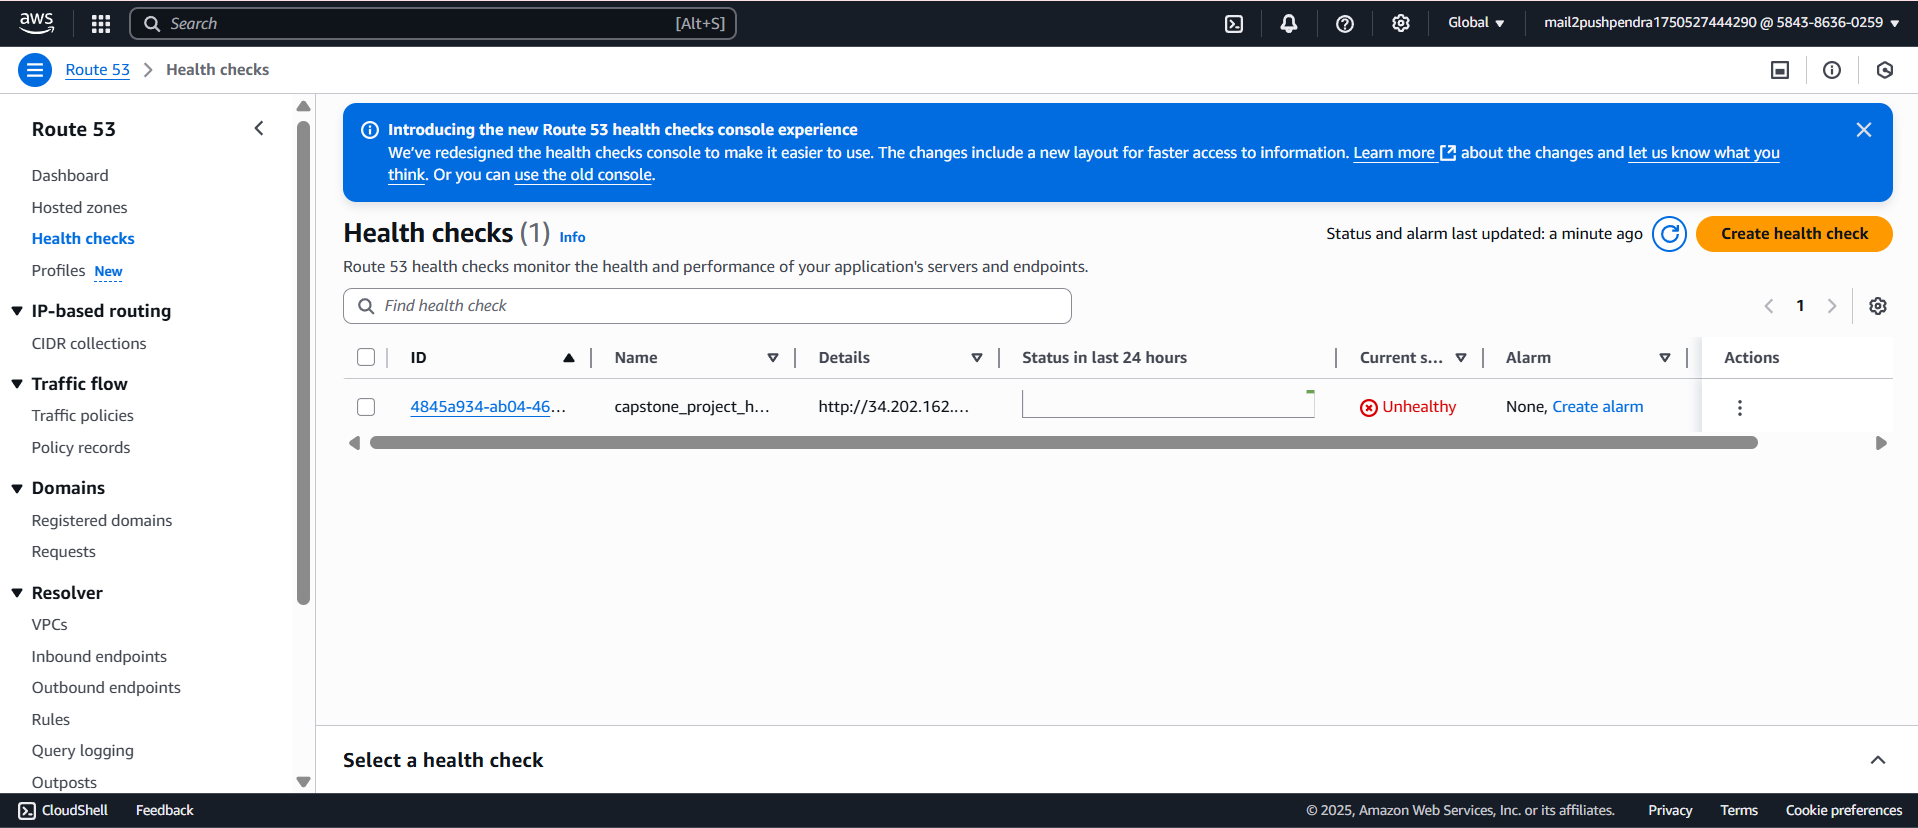 aws
Search [Alt+S]
Global
mail2pushpendra1750527444290 @ 5843-8636-0259
Route 53 > Health checks
Route 53
Dashboard
Hosted zones
Health checks
Profiles New
IP-based routing
CIDR collections
Traffic flow
Traffic policies
Policy records
Domains
Registered domains
Requests
Resolver
VPCs
Inbound endpoints
Outbound endpoints
Rules
Query logging
Outposts
Introducing the new Route 53 health checks console experience
We’ve redesigned the health checks console to make it easier to use. The changes include a new layout for faster access to information. Learn more about the changes and let us know what you
think. Or you can use the old console.
Health checks (1) Info
Status and alarm last updated: a minute ago
Create health check
Route 53 health checks monitor the health and performance of your application's servers and endpoints.
Find health check
1
ID Name Details Status in last 24 hours Current s... Alarm Actions
4845a934-ab04-46... capstone_project_h... http://34.202.162.... Unhealthy None, Create alarm
Select a health check
CloudShell Feedback © 2025, Amazon Web Services, Inc. or its affiliates. Privacy Terms Cookie preferences